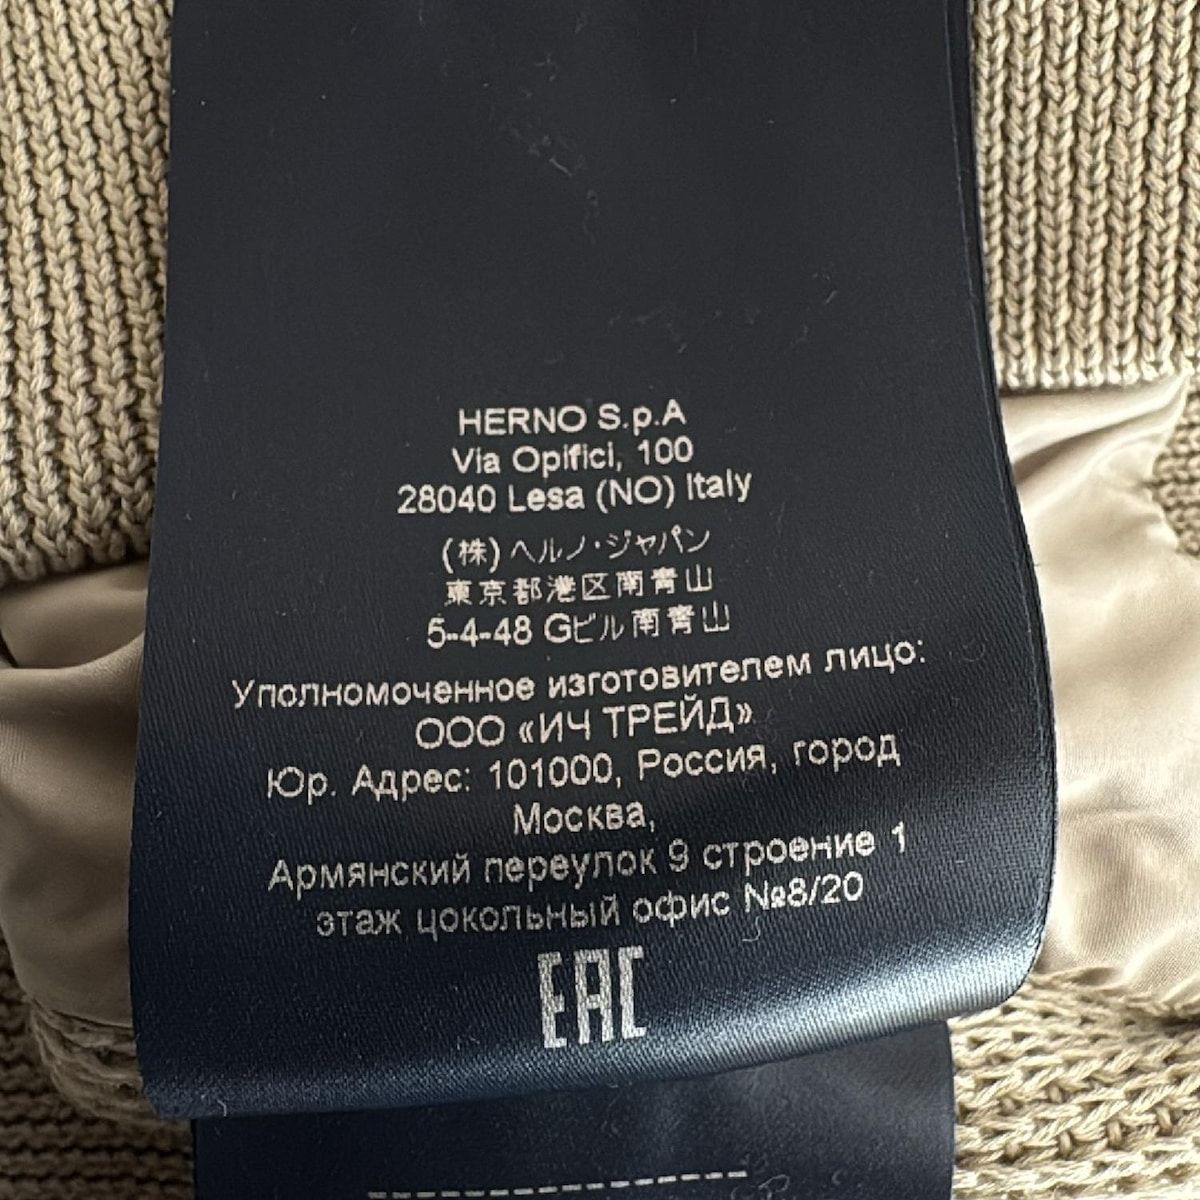 HERNO S.p.A
Via Opifici, 100
28040 Lesa (NO) Italy
(株)ヘルノ・ジャパン
東京都港区南青山
5-4-48 Gビル南青山
Уполномоченное изготовителем лицо:
ООО «ИЧ ТРЕЙД»
Юр. Адрес: 101000, Россия, город
Москва,
Армянский переулок 9 строение 1
этаж цокольный офис №8/20
EAC